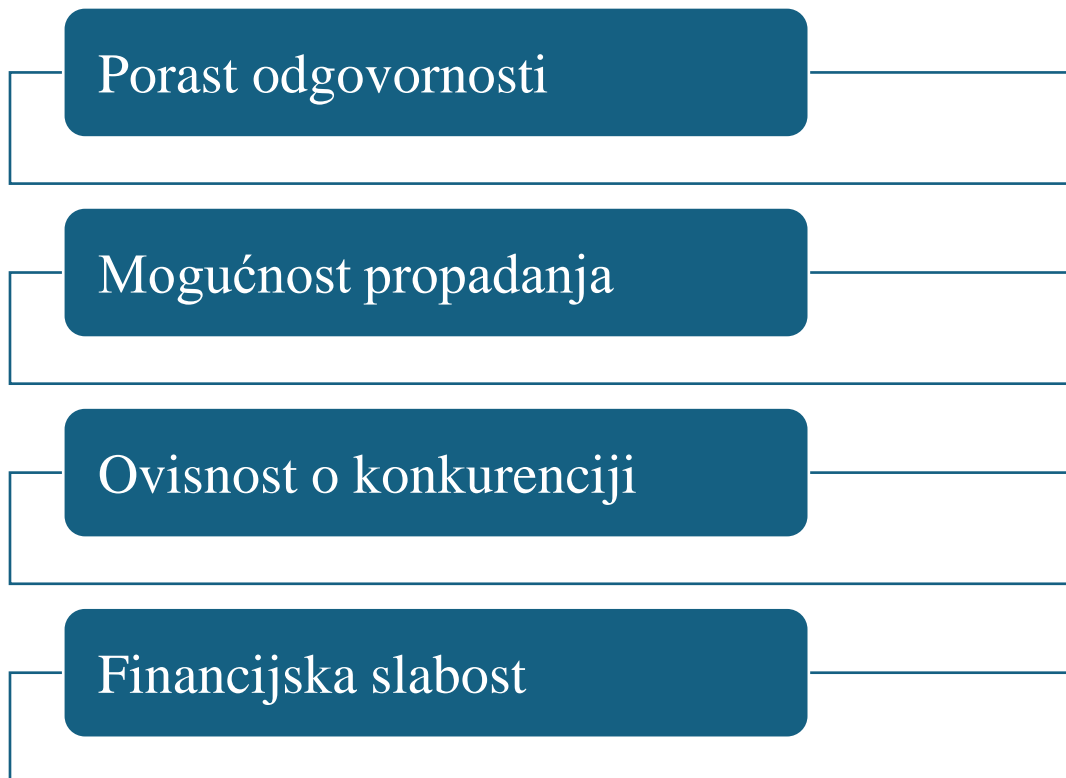 Porast odgovornosti
Mogućnost propadanja
Ovisnost o konkurenciji
Financijska slabost